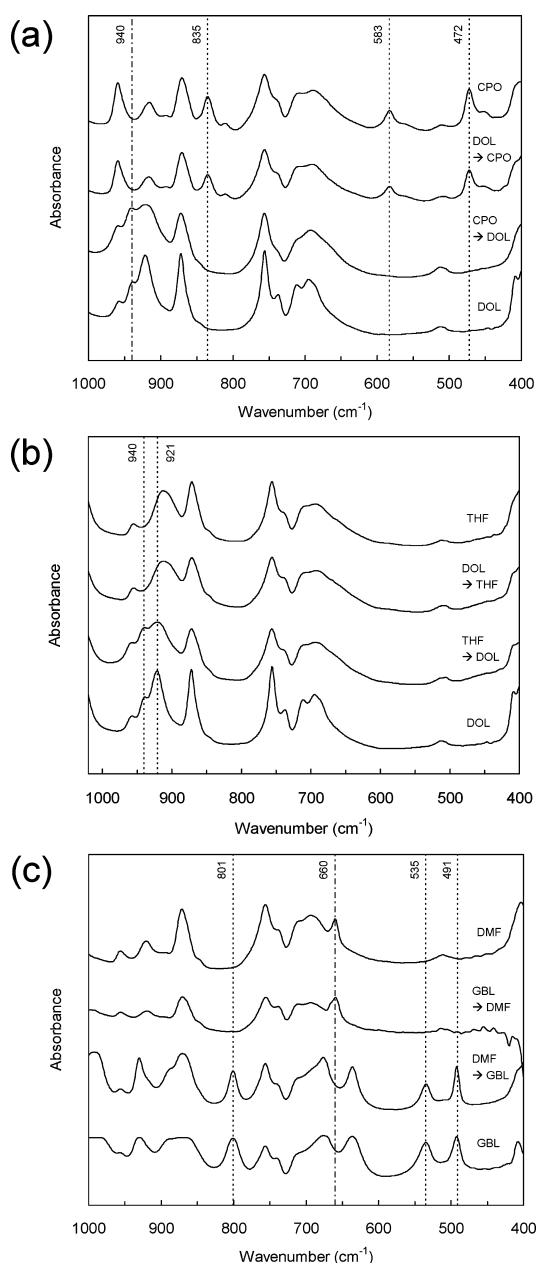 (a)
940
835
583
472
CPO
DOL
→ CPO
CPO
→ DOL
DOL
Absorbance
1000
900
800
700
600
500
400
Wavenumber (cm-1)
(b)
940
921
THF
DOL
→ THF
THF
→ DOL
DOL
Absorbance
1000
900
800
700
600
500
400
Wavenumber (cm-1)
(c)
801
660
535
491
DMF
GBL
→ DMF
DMF
→ GBL
GBL
Absorbance
1000
900
800
700
600
500
400
Wavenumber (cm-1)